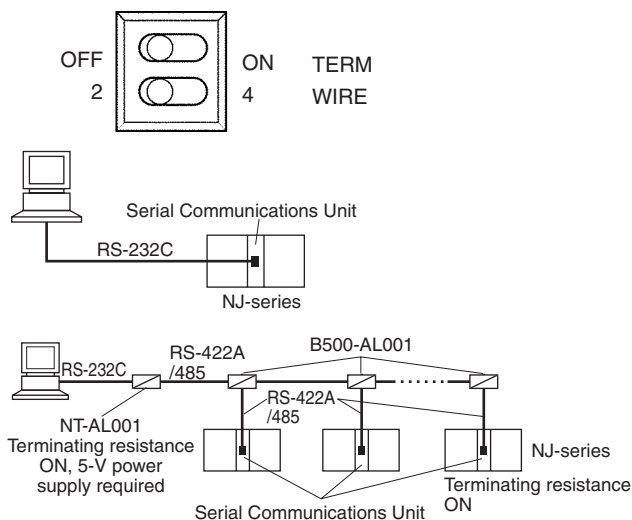 OFF ON TERM
2 4 WIRE
Serial Communications Unit
RS-232C
NJ-series
RS-232C
RS-422A
/485
B500-AL001
RS-422A
/485
NT-AL001
Terminating resistance
ON, 5-V power
supply required
NJ-series
Terminating resistance
ON
Serial Communications Unit